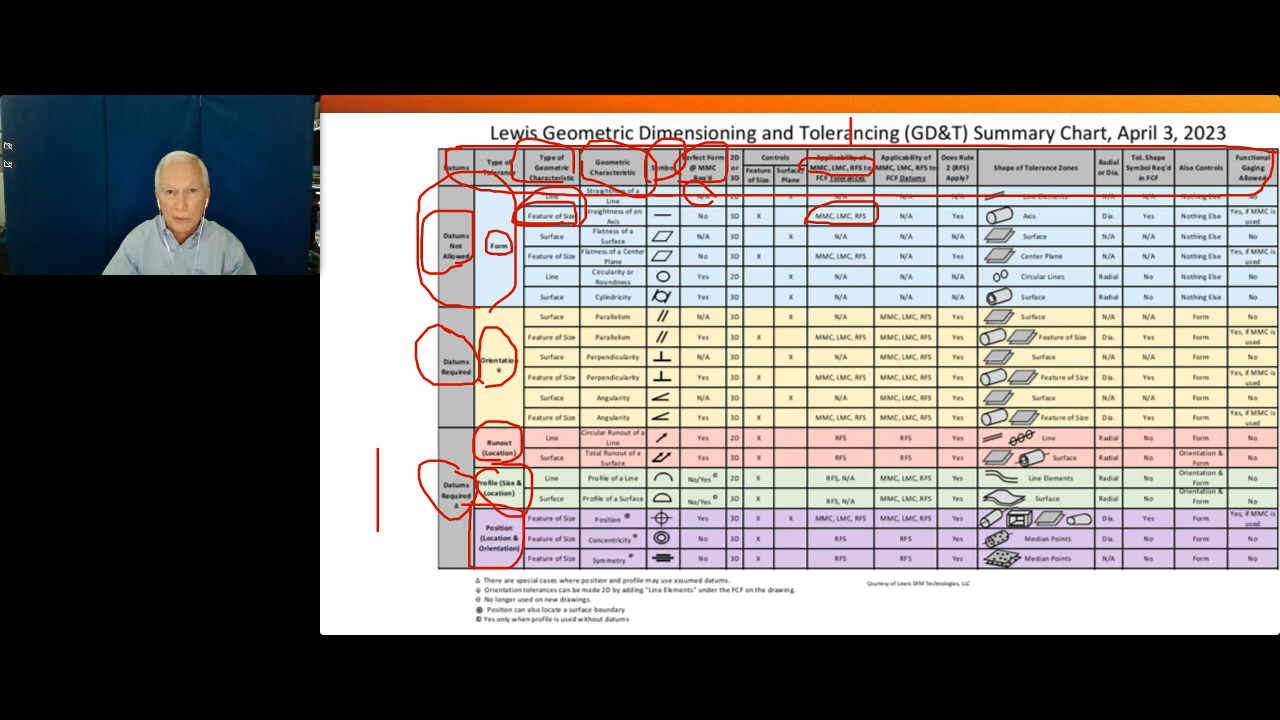 Lewis Geometric Dimensioning and Tolerancing (GD&T) Summary Chart, April 3, 2023
Datums Type of Tolerance Type of Geometric Characteristic Geometric Characteristic Symbol Perfect Form @ MMC Req'd 2D or 3D Controls Feature of Size Surface/Plane Applicability of MMC, LMC, RFS to FCF Tolerances Applicability of MMC, LMC, RFS to FCF Datums Does Rule 2 (RFS) Apply? Shape of Tolerance Zones Radial or Dia. Tol. Shape Symbol Req'd in FCF Also Controls Functional Gaging Allowed
Datums Not Allowed Form
Line Straightness of a Line N/A 2D X N/A N/A N/A Line Elements N/A N/A Nothing Else No
Feature of Size Straightness of an Axis No 3D X MMC, LMC, RFS N/A Yes Axis Dia. Yes Nothing Else Yes, if MMC is used
Surface Flatness of a Surface N/A 3D X N/A N/A N/A Surface N/A N/A Nothing Else No
Feature of Size Flatness of a Center Plane No 3D X MMC, LMC, RFS N/A Yes Center Plane N/A No Nothing Else Yes, if MMC is used
Line Circularity or Roundness Yes 2D X N/A N/A N/A Circular Lines Radial No Nothing Else No
Surface Cylindricity Yes 3D X N/A N/A N/A Surface Radial No Nothing Else No
Datums Required Orientation ψ
Surface Parallelism // N/A 3D X N/A MMC, LMC, RFS Yes Surface N/A N/A Form No
Feature of Size Parallelism // Yes 3D X MMC, LMC, RFS MMC, LMC, RFS Yes Feature of Size Dia. Yes Form Yes, if MMC is used
Surface Perpendicularity ⊥ N/A 3D X N/A MMC, LMC, RFS Yes Surface N/A No Form No
Feature of Size Perpendicularity ⊥ Yes 3D X MMC, LMC, RFS MMC, LMC, RFS Yes Feature of Size Dia. Yes Form Yes, if MMC is used
Surface Angularity ∠ N/A 3D X N/A MMC, LMC, RFS Yes Surface N/A No Form No
Feature of Size Angularity ∠ Yes 3D X MMC, LMC, RFS MMC, LMC, RFS Yes Feature of Size Dia. Yes Form Yes, if MMC is used
Datums Required Δ
Runout (Location)
Line Circular Runout of a Line Yes 2D X RFS RFS Yes Line Radial No Form No
Surface Total Runout of a Surface Yes 3D X RFS RFS Yes Surface Radial No Orientation & Form No
Profile (Size & Location)
Line Profile of a Line No/Yes 2D X RFS, N/A MMC, LMC, RFS Yes Line Elements Radial No Orientation & Form No
Surface Profile of a Surface No/Yes 3D X RFS, N/A MMC, LMC, RFS Yes Surface Radial No Orientation & Form No
Position (Location & Orientation)
Feature of Size Position Yes 3D X X MMC, LMC, RFS MMC, LMC, RFS Yes Dia. Yes Form Yes, if MMC is used
Feature of Size Concentricity No 3D X RFS RFS Yes Median Points Dia. Yes Form No
Feature of Size Symmetry No 3D X RFS RFS Yes Median Points N/A No Form No
Δ There are special cases where position and profile may use assumed datums.
ψ Orientation tolerances can be made 2D by adding "Line Elements" under the FCF on the drawing.
Θ No longer used on new drawings.
Position can also locate a surface boundary
© Yes only when profile is used without datums
Courtesy of Lewis DFM Technologies, LLC